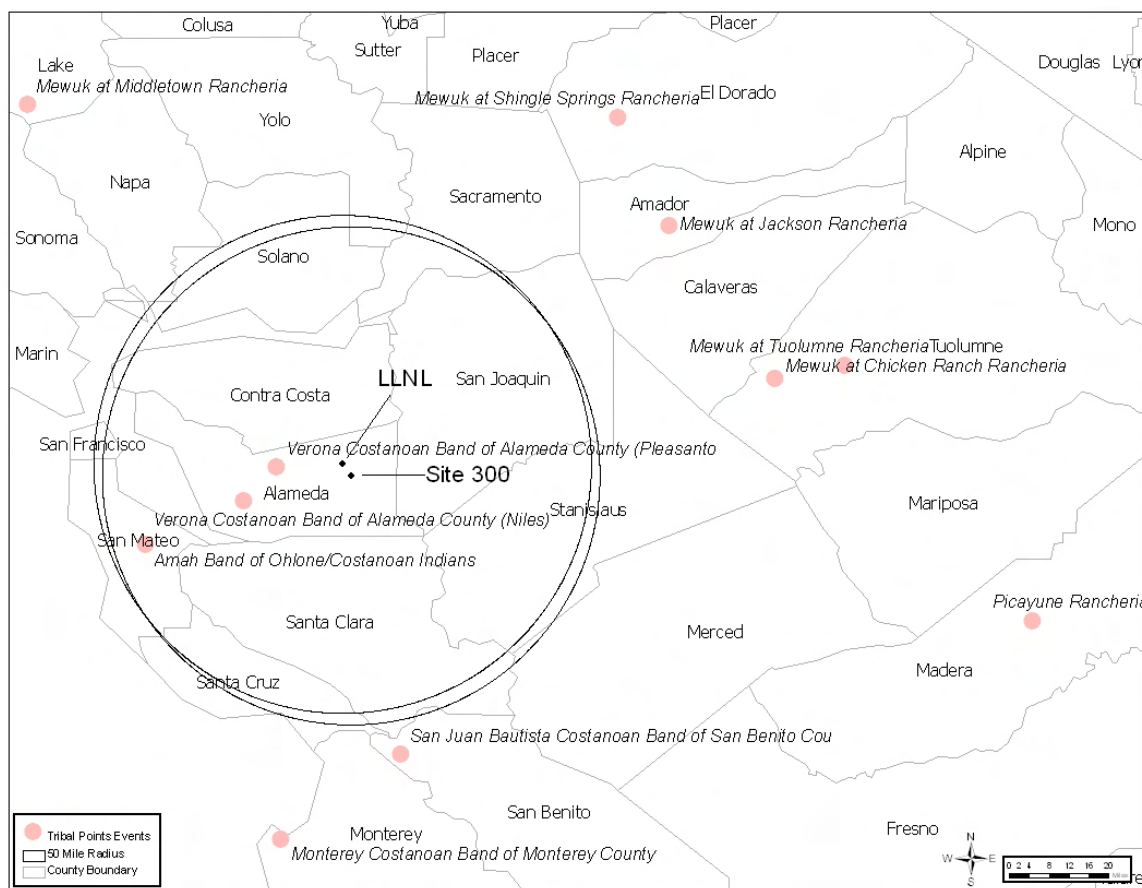 Colusa
Yuba
Sutter
Placer
Placer
Lake
Mewuk at Middletown Rancheria
Yolo
Mewuk at Shingle Springs Rancheria
El Dorado
Douglas
Alpine
Napa
Sacramento
Amador
Mewuk at Jackson Rancheria
Mono
Sonoma
Solano
Calaveras
Marin
Mewuk at Tuolumne Rancheria
Tuolumne
Mewuk at Chicken Ranch Rancheria
LLNL
San Joaquin
Contra Costa
San Francisco
Verona Costanoan Band of Alameda County (Pleasanto
Site 300
Alameda
Stanislaus
Mariposa
Verona Costanoan Band of Alameda County (Niles)
San Mateo
Amah Band of Ohlone/Costanoan Indians
Picayune Rancheria
Santa Clara
Merced
Madera
Santa Cruz
San Juan Bautista Costanoan Band of San Benito Cou
San Benito
Monterey
Monterey Costanoan Band of Monterey County
Fresno
Tribal Points Events
50 Mile Radius
County Boundary
N
W E
S
0 2 4 8 12 16 20
Miles